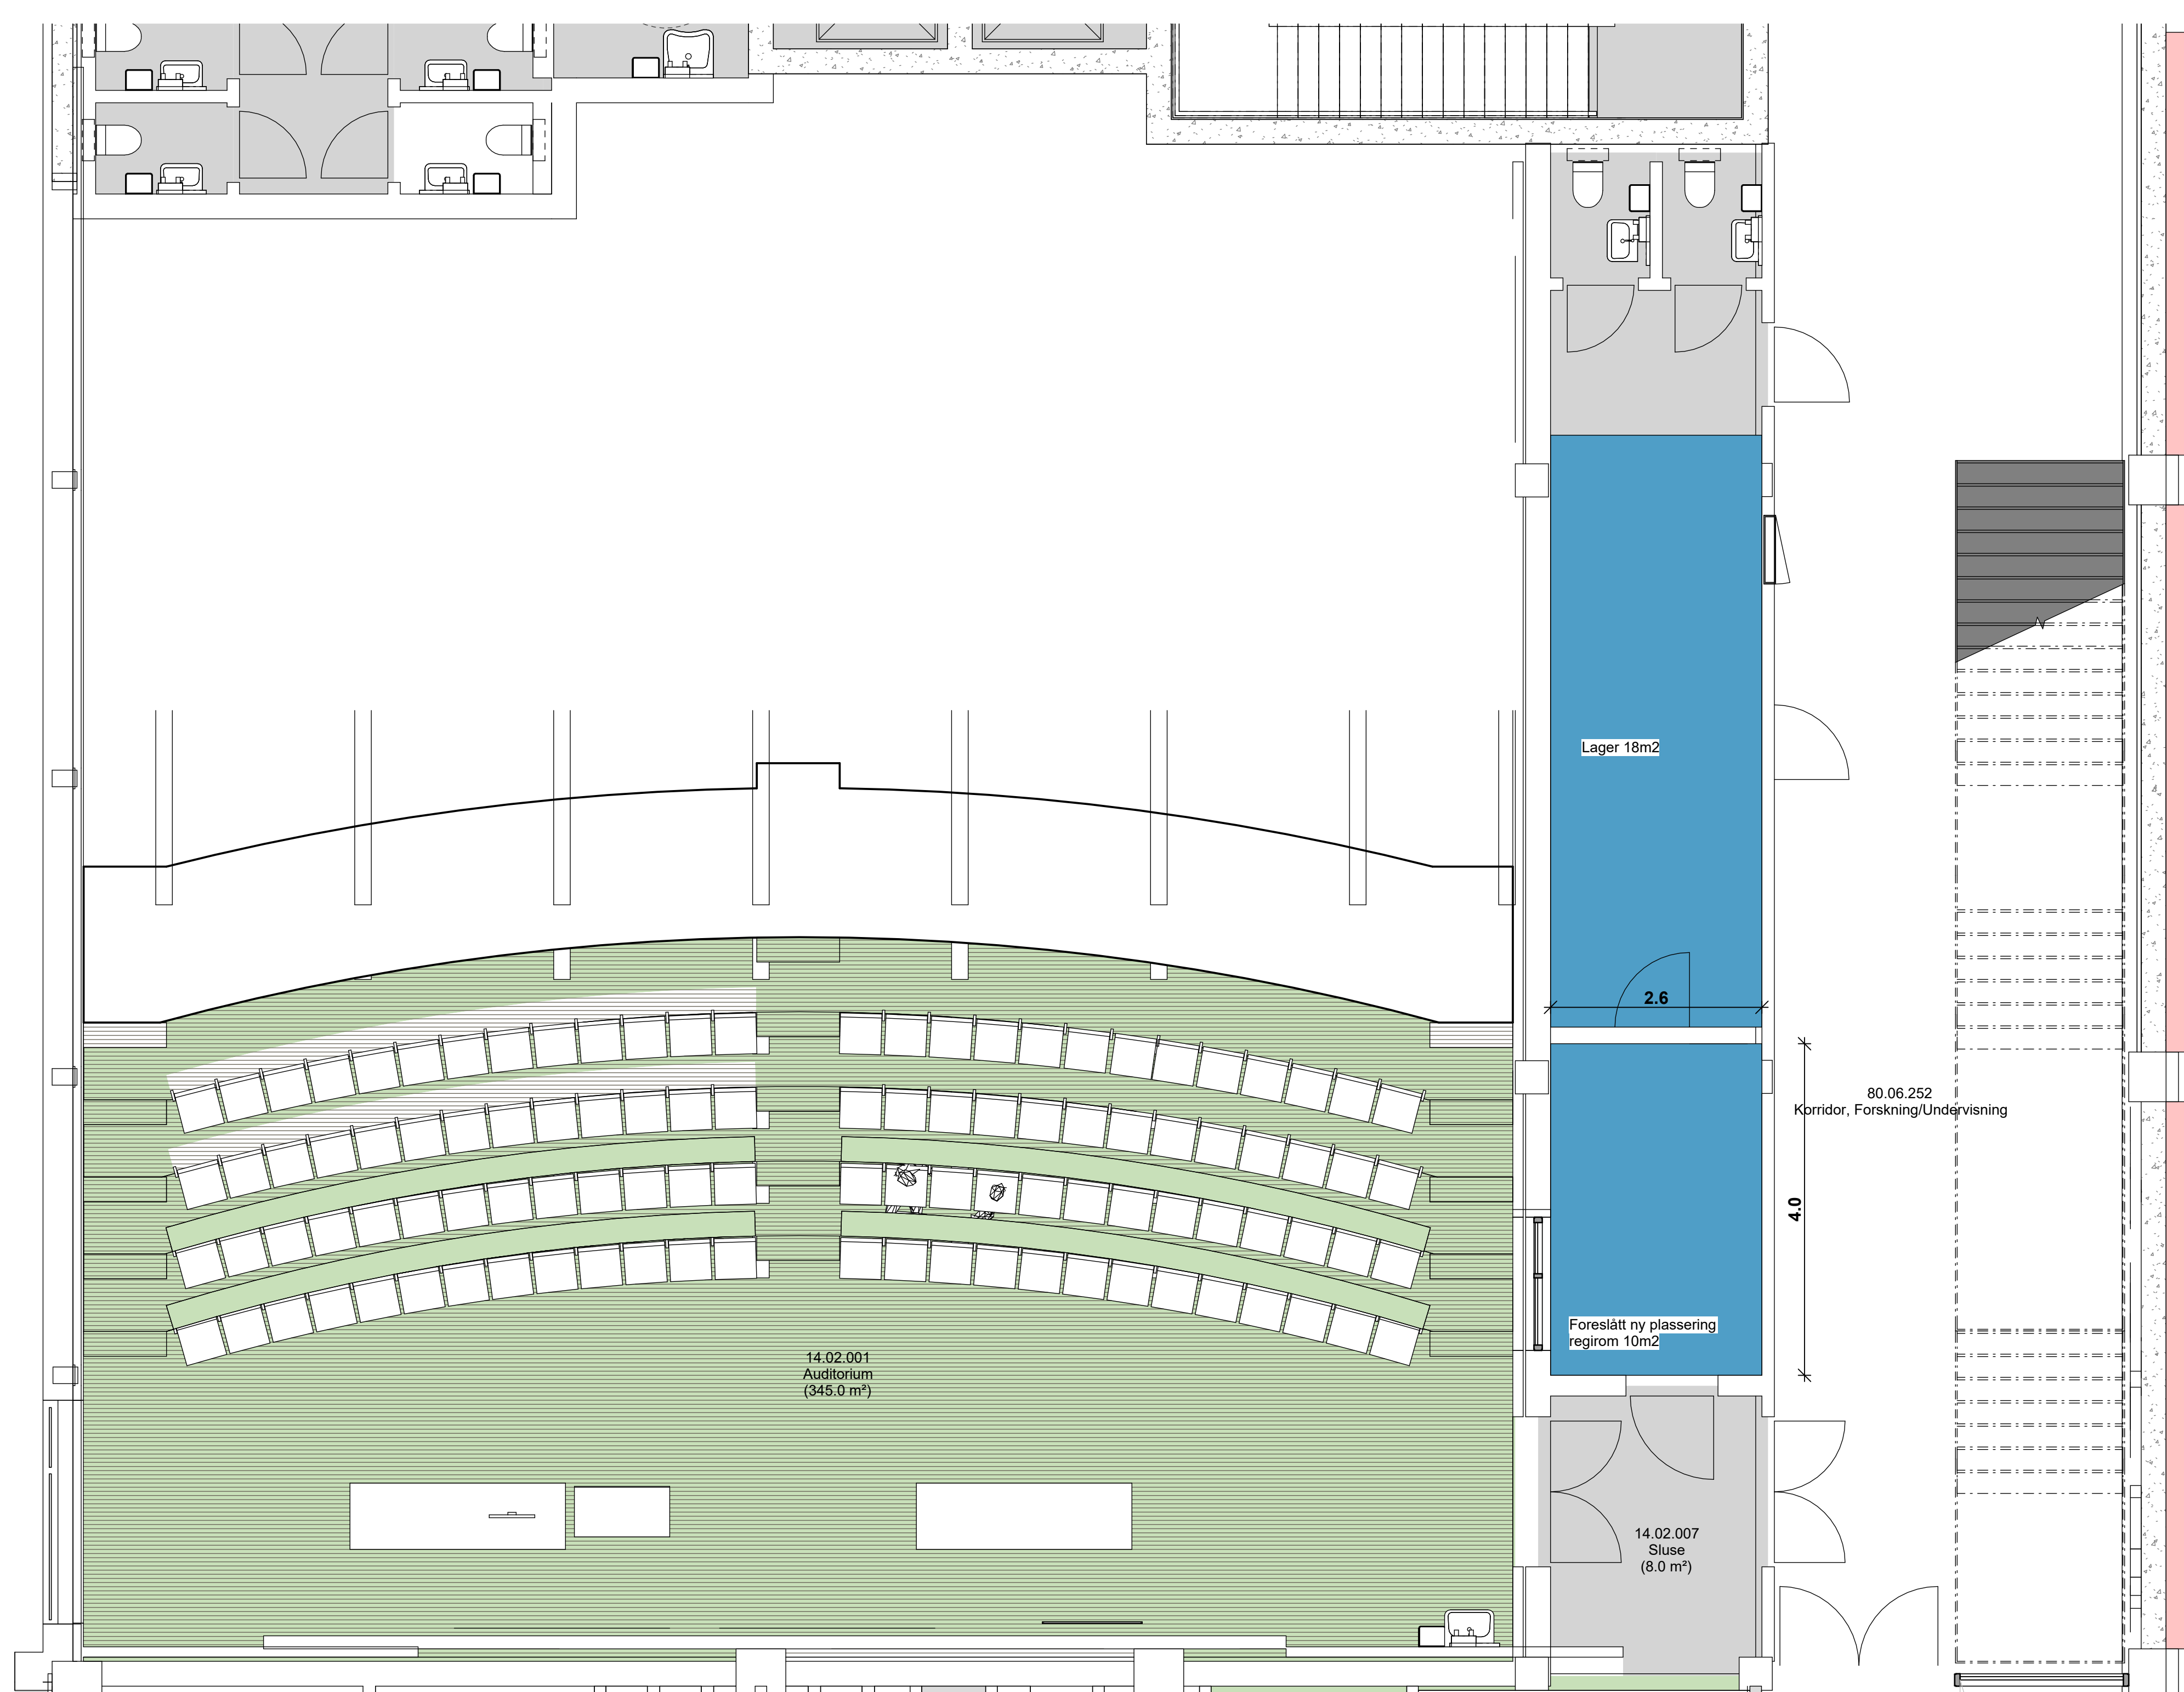 Lager 18m2
2.6
80.06.252
Korridor, Forskning/Undervisning
4.0
Foreslått ny plassering
regirom 10m2
14.02.001
Auditorium
(345.0 m²)
14.02.007
Sluse
(8.0 m²)